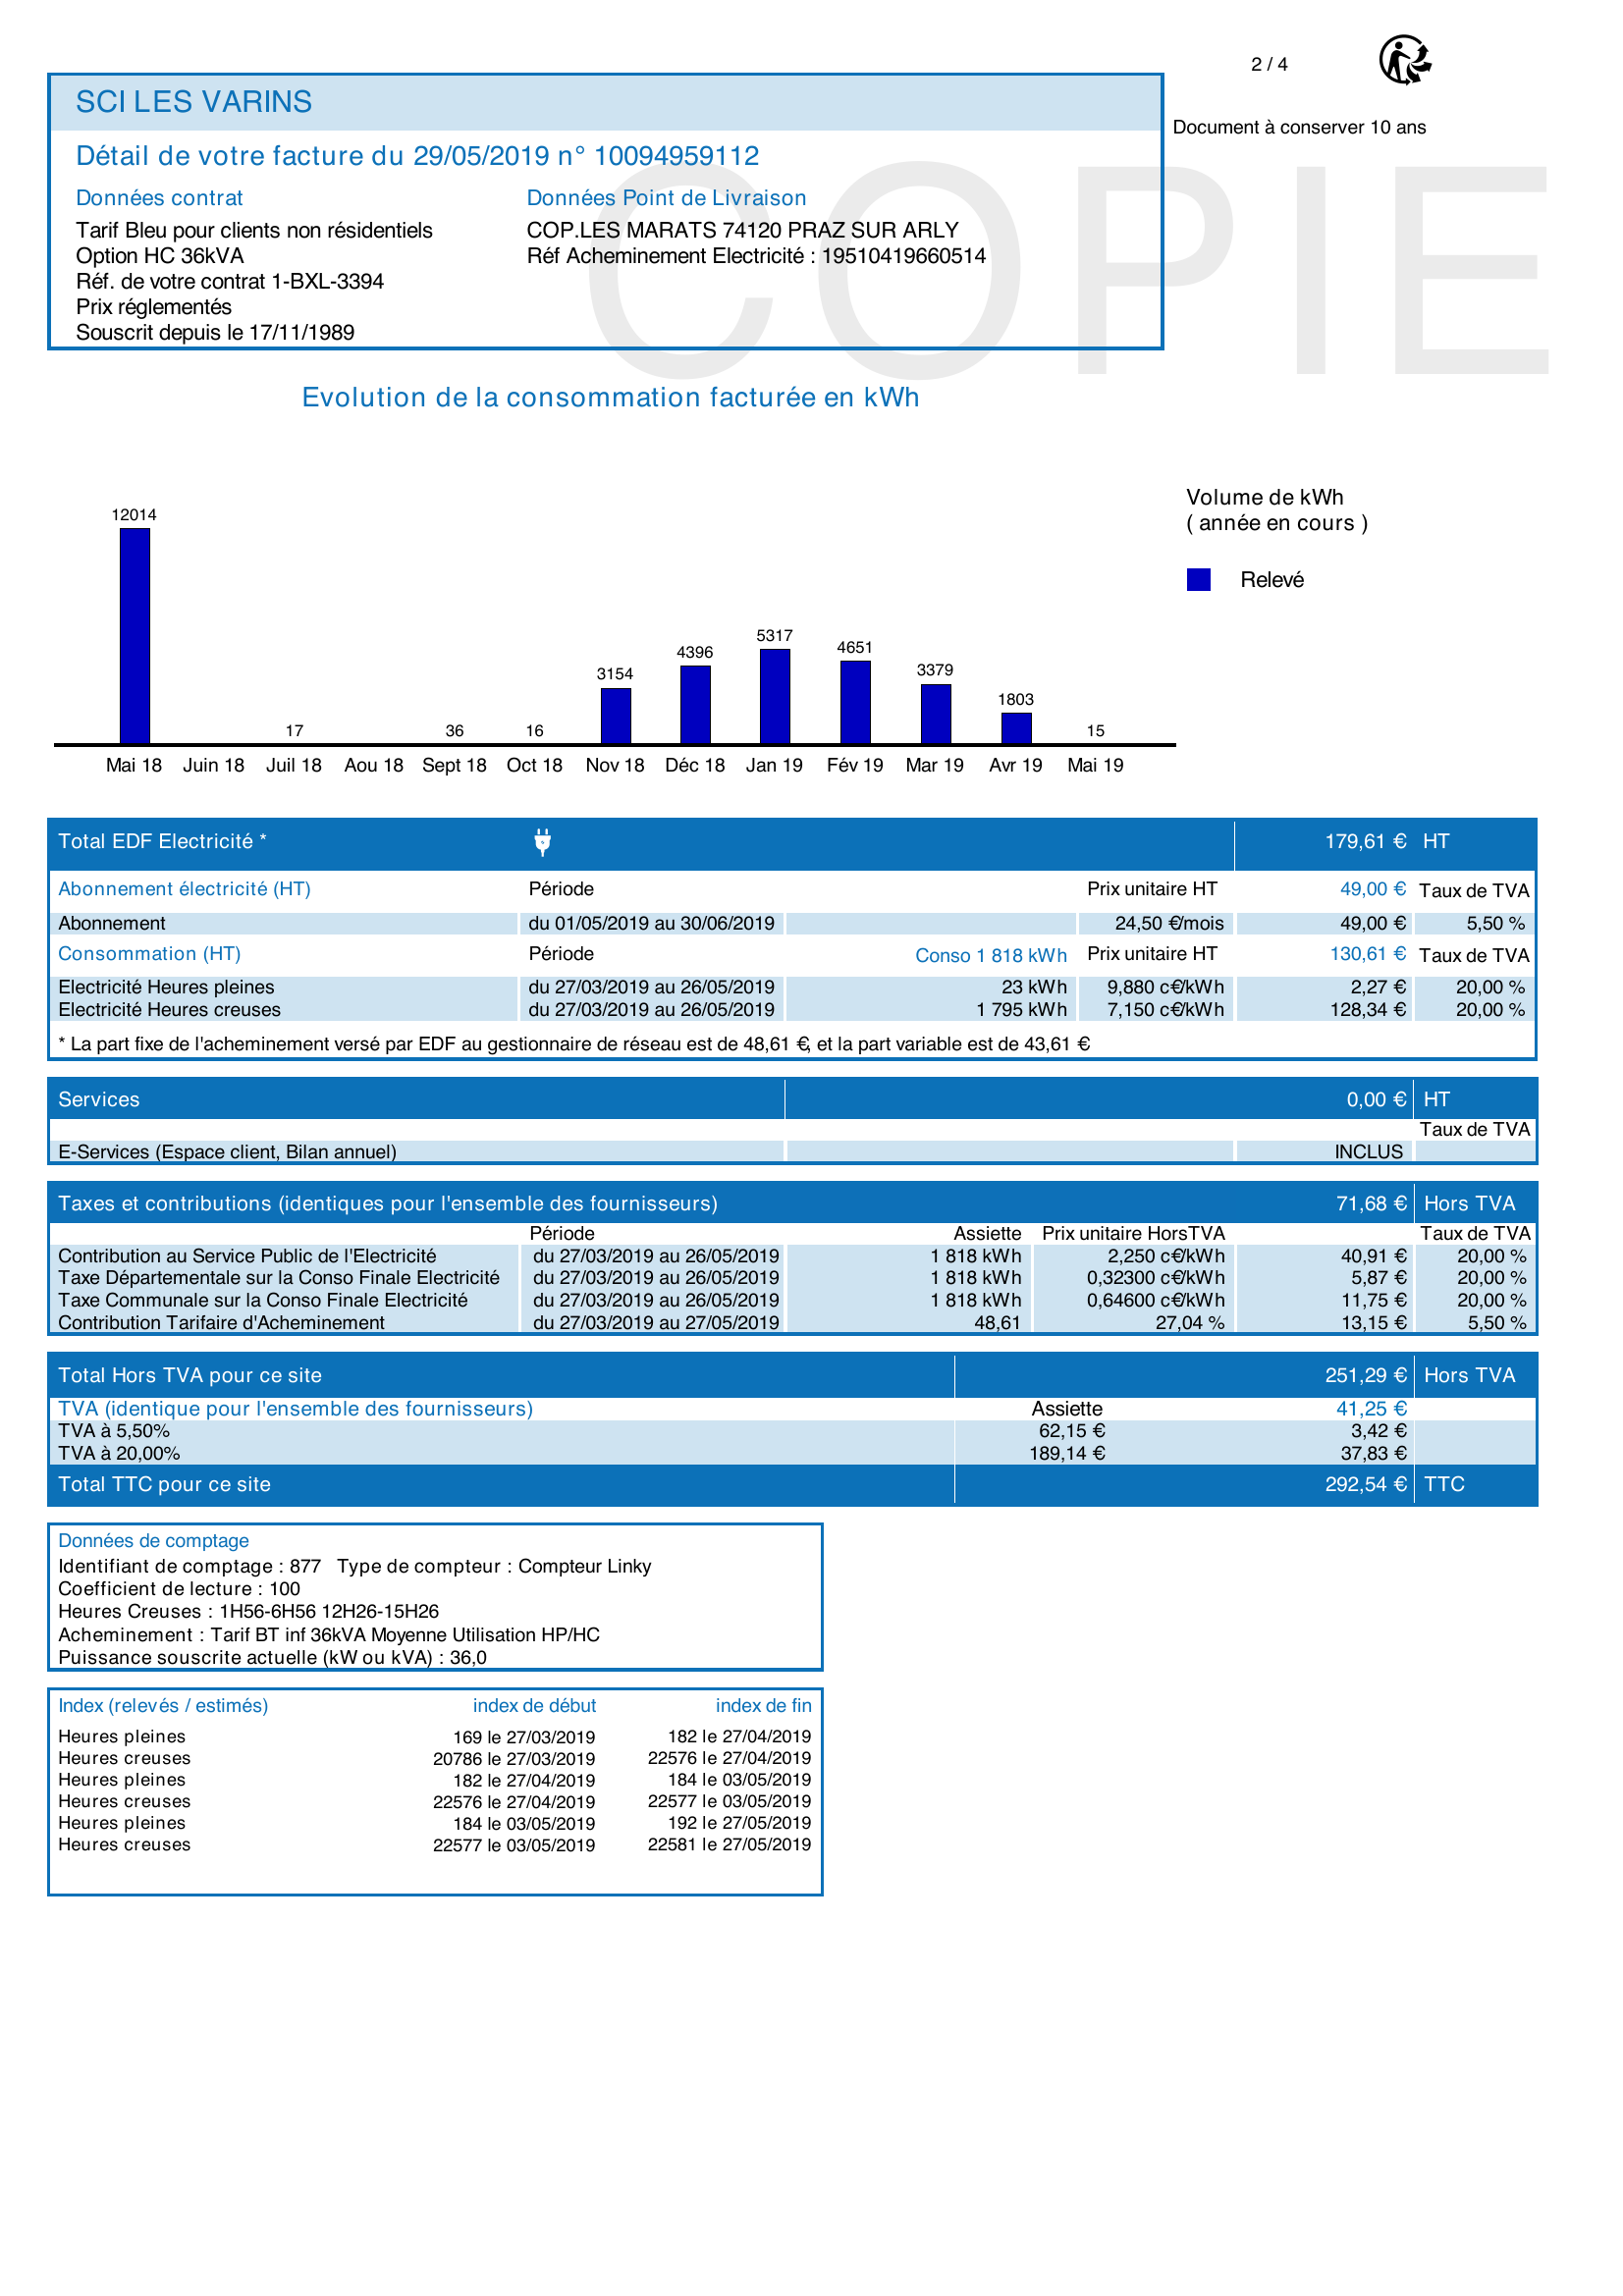 2 / 4
SCI LES VARINS
Document à conserver 10 ans
Détail de votre facture du 29/05/2019 n° 10094959112
COPIE
Données contrat Données Point de Livraison
Tarif Bleu pour clients non résidentiels COP.LES MARATS 74120 PRAZ SUR ARLY
Option HC 36kVA Réf Acheminement Electricité : 19510419660514
Réf. de votre contrat 1-BXL-3394
Prix réglementés
Souscrit depuis le 17/11/1989
Evolution de la consommation facturée en kWh
Volume de kWh
( année en cours )
Relevé
12014
5317
4396 4651
3154 3379
1803
17 36 16 15
Mai 18 Juin 18 Juil 18 Aou 18 Sept 18 Oct 18 Nov 18 Déc 18 Jan 19 Fév 19 Mar 19 Avr 19 Mai 19
Total EDF Electricité * 179,61 € HT
Abonnement électricité (HT) Période Prix unitaire HT 49,00 € Taux de TVA
Abonnement du 01/05/2019 au 30/06/2019 24,50 €/mois 49,00 € 5,50 %
Consommation (HT) Période Conso 1 818 kWh Prix unitaire HT 130,61 € Taux de TVA
Electricité Heures pleines du 27/03/2019 au 26/05/2019 23 kWh 9,880 c€/kWh 2,27 € 20,00 %
Electricité Heures creuses du 27/03/2019 au 26/05/2019 1 795 kWh 7,150 c€/kWh 128,34 € 20,00 %
* La part fixe de l'acheminement versé par EDF au gestionnaire de réseau est de 48,61 €, et la part variable est de 43,61 €
Services 0,00 € HT
Taux de TVA
E-Services (Espace client, Bilan annuel) INCLUS
Taxes et contributions (identiques pour l'ensemble des fournisseurs) 71,68 € Hors TVA
Période Assiette Prix unitaire HorsTVA Taux de TVA
Contribution au Service Public de l'Electricité du 27/03/2019 au 26/05/2019 1 818 kWh 2,250 c€/kWh 40,91 € 20,00 %
Taxe Départementale sur la Conso Finale Electricité du 27/03/2019 au 26/05/2019 1 818 kWh 0,32300 c€/kWh 5,87 € 20,00 %
Taxe Communale sur la Conso Finale Electricité du 27/03/2019 au 26/05/2019 1 818 kWh 0,64600 c€/kWh 11,75 € 20,00 %
Contribution Tarifaire d'Acheminement du 27/03/2019 au 27/05/2019 48,61 27,04 % 13,15 € 5,50 %
Total Hors TVA pour ce site 251,29 € Hors TVA
TVA (identique pour l'ensemble des fournisseurs) Assiette 41,25 €
TVA à 5,50% 62,15 € 3,42 €
TVA à 20,00% 189,14 € 37,83 €
Total TTC pour ce site 292,54 € TTC
Données de comptage
Identifiant de comptage : 877 Type de compteur : Compteur Linky
Coefficient de lecture : 100
Heures Creuses : 1H56-6H56 12H26-15H26
Acheminement : Tarif BT inf 36kVA Moyenne Utilisation HP/HC
Puissance souscrite actuelle (kW ou kVA) : 36,0
Index (relevés / estimés) index de début index de fin
Heures pleines 169 le 27/03/2019 182 le 27/04/2019
Heures creuses 20786 le 27/03/2019 22576 le 27/04/2019
Heures pleines 182 le 27/04/2019 184 le 03/05/2019
Heures creuses 22576 le 27/04/2019 22577 le 03/05/2019
Heures pleines 184 le 03/05/2019 192 le 27/05/2019
Heures creuses 22577 le 03/05/2019 22581 le 27/05/2019